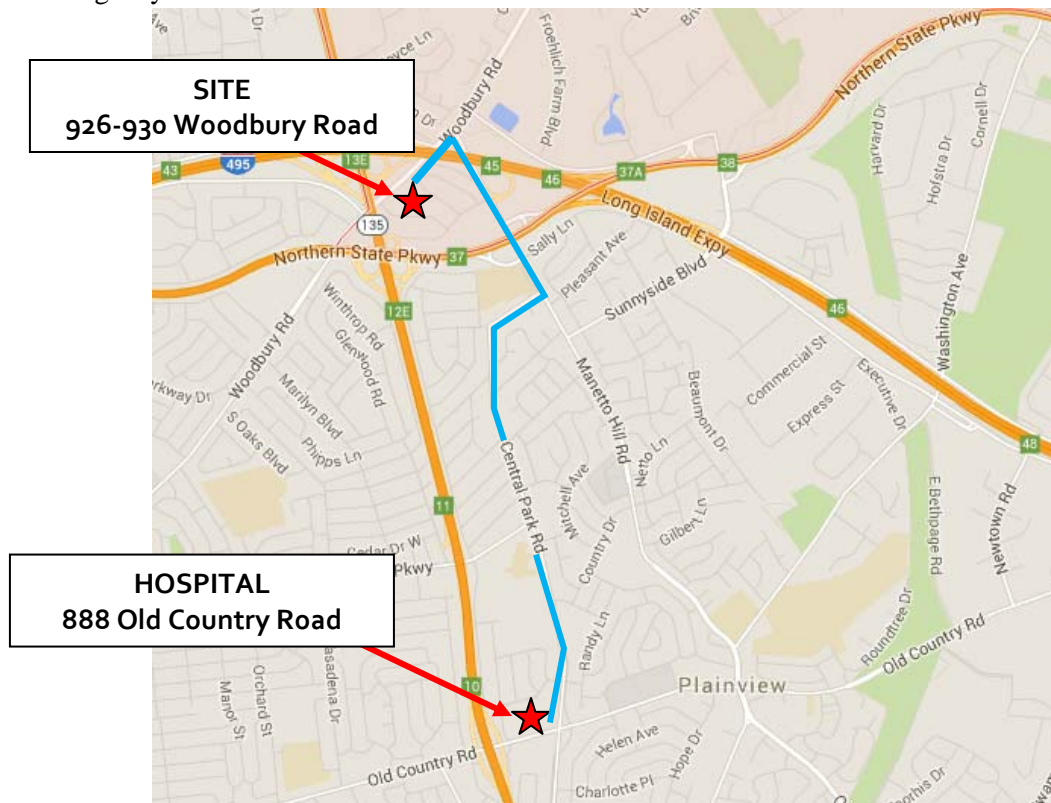 Woodbury Rd
Froehlich Farm Blvd
Northern State Pkwy
Cornell Dr
Harvard Dr
Hofstra Dr
SITE
926-930 Woodbury Road
43
495
13E
45
46
37A
38
135
Northern State Pkwy
37
Sally Ln
Long Island Expy
Pleasant Ave
Sunnyside Blvd
46
Washington Ave
12E
Winthrop Rd
Glenwood Rd
Woodbury Rd
Marilyn Blvd
S Oaks Blvd
Phipps Ln
Manetto Hill Rd
Beaumont Dr
Commercial St
Express St
Executive Dr
48
Central Park Rd
Mitchell Ave
Netto Ln
Gilbert Ln
Country Dr
11
Cedar Dr W
Pkwy
E Bethpage Rd
Newtown Rd
HOSPITAL
888 Old Country Road
Randy Ln
Roundtree Dr
Old Country Rd
Plainview
10
Manor St
Orchard St
asadena Dr
Old Country Rd
Helen Ave
Hope Dr
Charlotte Pl
oorhis Dr